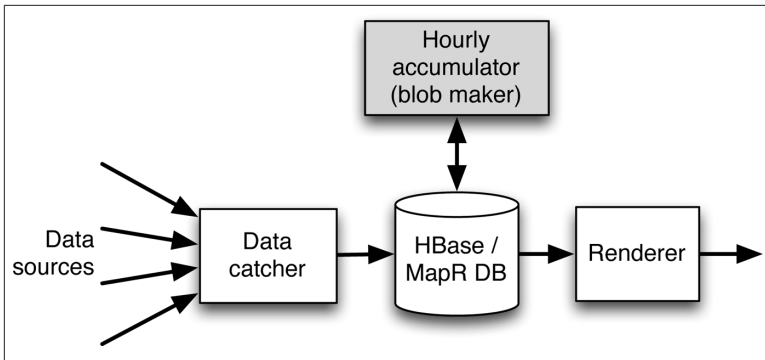 Hourly
accumulator
(blob maker)
Data
sources
Data
catcher
HBase /
MapR DB
Renderer